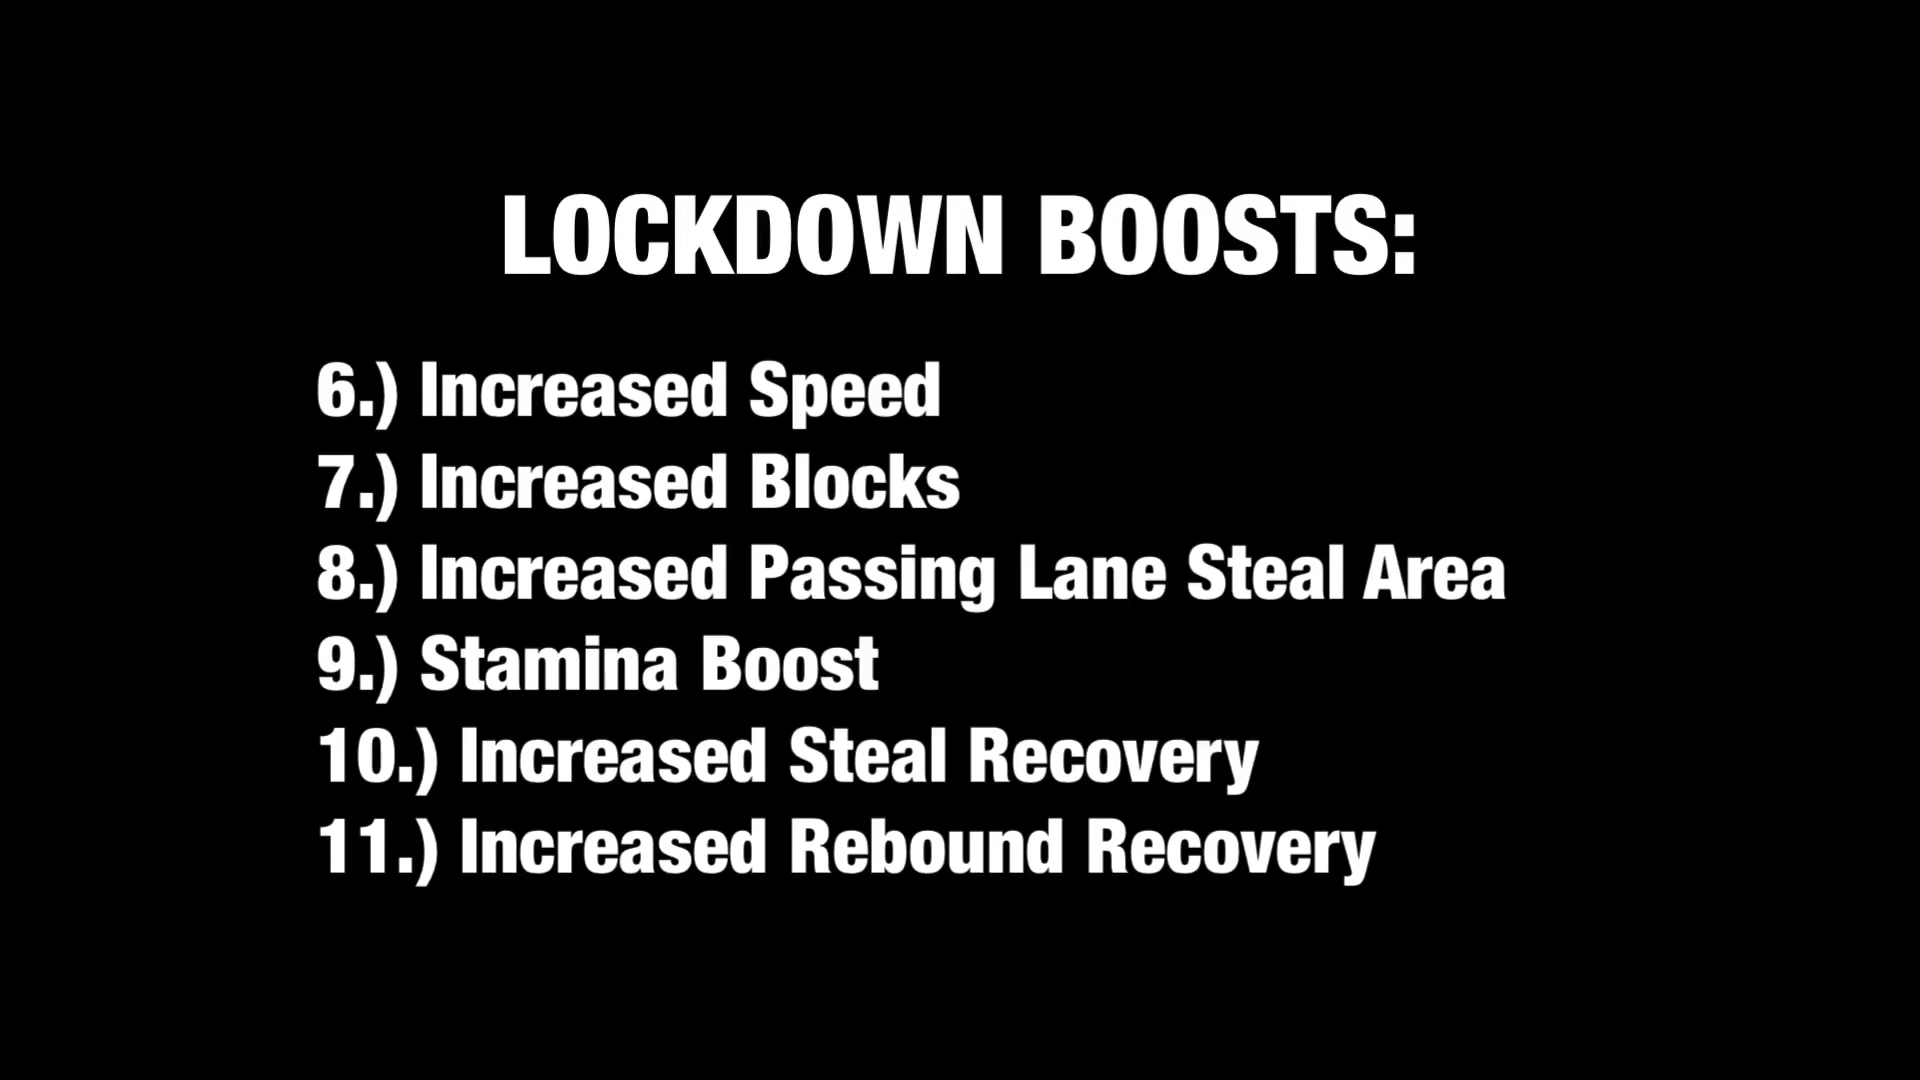 LOCKDOWN BOOSTS:
6.) Increased Speed
7.) Increased Blocks
8.) Increased Passing Lane Steal Area
9.) Stamina Boost
10.) Increased Steal Recovery
11.) Increased Rebound Recovery